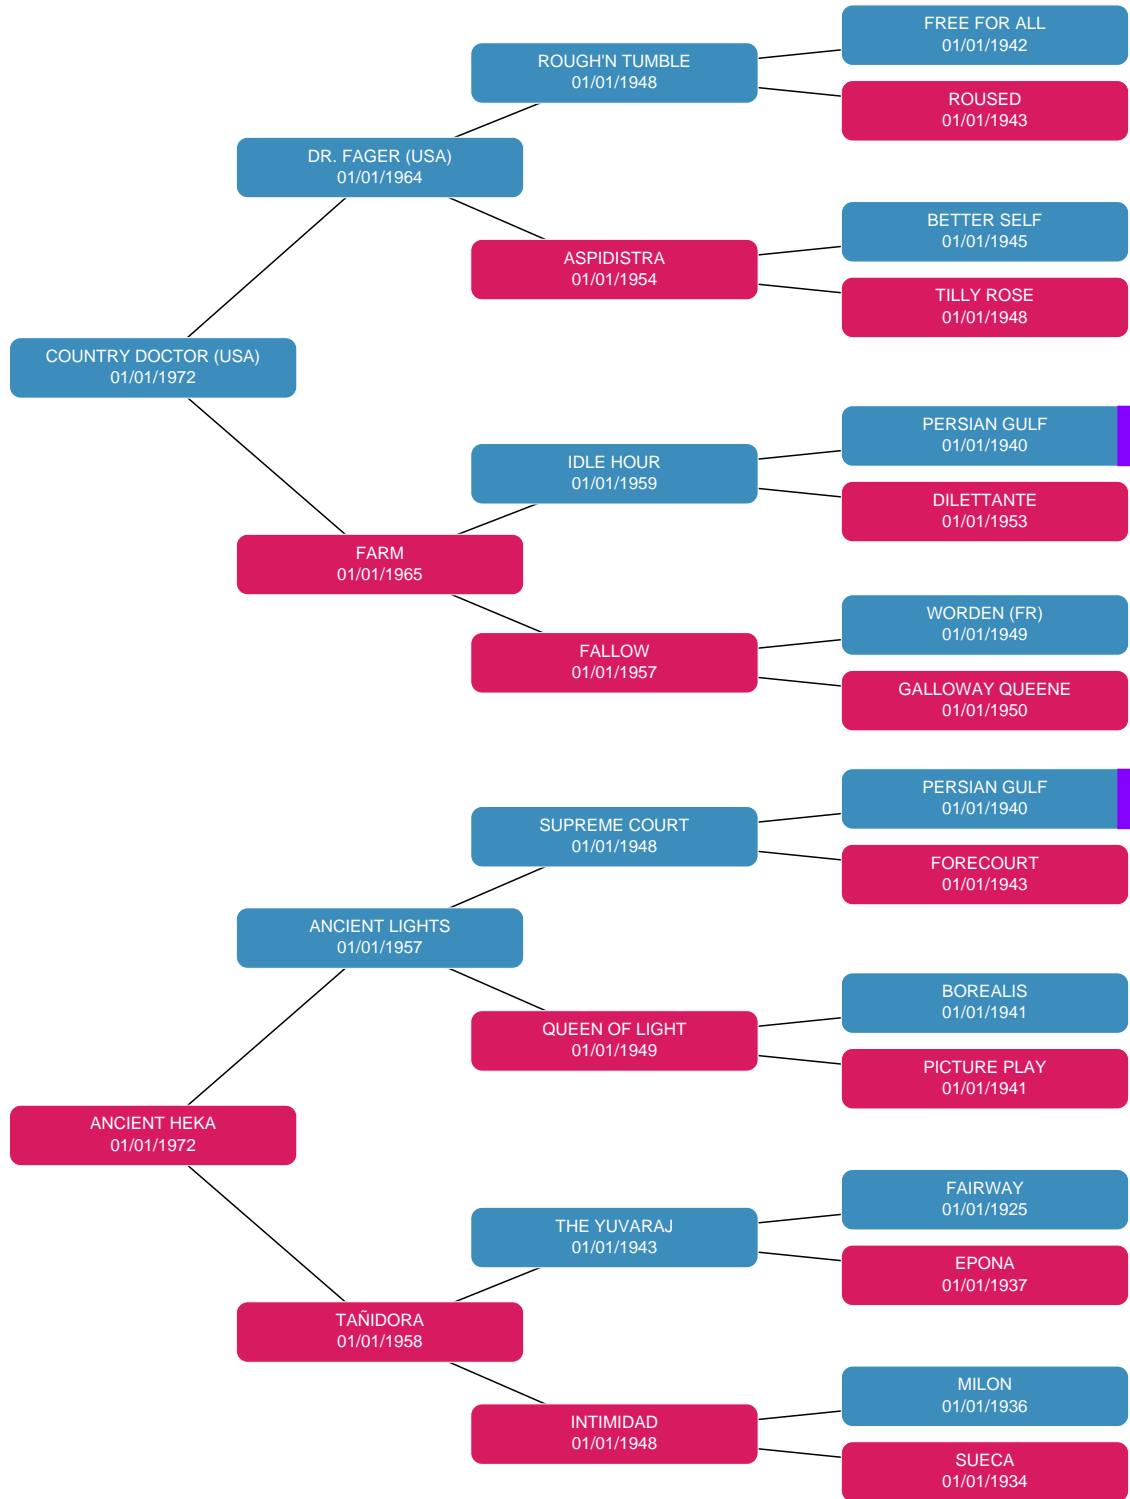 FREE FOR ALL
01/01/1942
ROUGH'N TUMBLE
01/01/1948
ROUSED
01/01/1943
DR. FAGER (USA)
01/01/1964
BETTER SELF
01/01/1945
ASPIDISTRA
01/01/1954
TILLY ROSE
01/01/1948
COUNTRY DOCTOR (USA)
01/01/1972
PERSIAN GULF
01/01/1940
IDLE HOUR
01/01/1959
DILETTANTE
01/01/1953
FARM
01/01/1965
WORDEN (FR)
01/01/1949
FALLOW
01/01/1957
GALLOWAY QUEENE
01/01/1950
PERSIAN GULF
01/01/1940
SUPREME COURT
01/01/1948
FORECOURT
01/01/1943
ANCIENT LIGHTS
01/01/1957
BOREALIS
01/01/1941
QUEEN OF LIGHT
01/01/1949
PICTURE PLAY
01/01/1941
ANCIENT HEKA
01/01/1972
FAIRWAY
01/01/1925
THE YUVARAJ
01/01/1943
EPONA
01/01/1937
TAÑIDORA
01/01/1958
MILON
01/01/1936
INTIMIDAD
01/01/1948
SUECA
01/01/1934